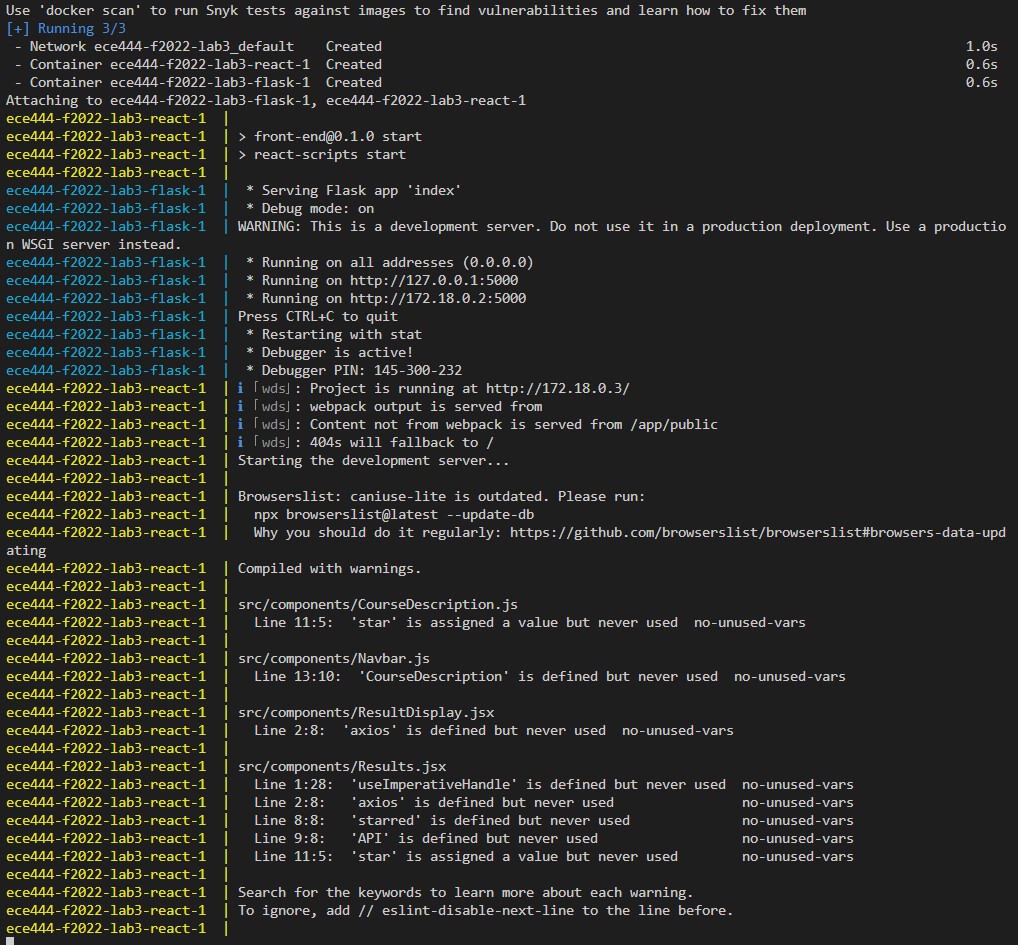 Use 'docker scan' to run Snyk tests against images to find vulnerabilities and learn how to fix them
[+] Running 3/3
 - Network ece444-f2022-lab3_default    Created    1.0s
 - Container ece444-f2022-lab3-react-1  Created    0.6s
 - Container ece444-f2022-lab3-flask-1  Created    0.6s
Attaching to ece444-f2022-lab3-flask-1, ece444-f2022-lab3-react-1
ece444-f2022-lab3-react-1  |
ece444-f2022-lab3-react-1  | > front-end@0.1.0 start
ece444-f2022-lab3-react-1  | > react-scripts start
ece444-f2022-lab3-react-1  |
ece444-f2022-lab3-flask-1  |  * Serving Flask app 'index'
ece444-f2022-lab3-flask-1  |  * Debug mode: on
ece444-f2022-lab3-flask-1  | WARNING: This is a development server. Do not use it in a production deployment. Use a productio
n WSGI server instead.
ece444-f2022-lab3-flask-1  |  * Running on all addresses (0.0.0.0)
ece444-f2022-lab3-flask-1  |  * Running on http://127.0.0.1:5000
ece444-f2022-lab3-flask-1  |  * Running on http://172.18.0.2:5000
ece444-f2022-lab3-flask-1  | Press CTRL+C to quit
ece444-f2022-lab3-flask-1  |  * Restarting with stat
ece444-f2022-lab3-flask-1  |  * Debugger is active!
ece444-f2022-lab3-flask-1  |  * Debugger PIN: 145-300-232
ece444-f2022-lab3-react-1  | ℹ ｢wds｣: Project is running at http://172.18.0.3/
ece444-f2022-lab3-react-1  | ℹ ｢wds｣: webpack output is served from
ece444-f2022-lab3-react-1  | ℹ ｢wds｣: Content not from webpack is served from /app/public
ece444-f2022-lab3-react-1  | ℹ ｢wds｣: 404s will fallback to /
ece444-f2022-lab3-react-1  | Starting the development server...
ece444-f2022-lab3-react-1  |
ece444-f2022-lab3-react-1  | Browserslist: caniuse-lite is outdated. Please run:
ece444-f2022-lab3-react-1  |   npx browserslist@latest --update-db
ece444-f2022-lab3-react-1  |   Why you should do it regularly: https://github.com/browserslist/browserslist#browsers-data-upd
ating
ece444-f2022-lab3-react-1  | Compiled with warnings.
ece444-f2022-lab3-react-1  |
ece444-f2022-lab3-react-1  | src/components/CourseDescription.js
ece444-f2022-lab3-react-1  |   Line 11:5:  'star' is assigned a value but never used  no-unused-vars
ece444-f2022-lab3-react-1  |
ece444-f2022-lab3-react-1  | src/components/Navbar.js
ece444-f2022-lab3-react-1  |   Line 13:10:  'CourseDescription' is defined but never used  no-unused-vars
ece444-f2022-lab3-react-1  |
ece444-f2022-lab3-react-1  | src/components/ResultDisplay.jsx
ece444-f2022-lab3-react-1  |   Line 2:8:  'axios' is defined but never used  no-unused-vars
ece444-f2022-lab3-react-1  |
ece444-f2022-lab3-react-1  | src/components/Results.jsx
ece444-f2022-lab3-react-1  |   Line 1:28:  'useImperativeHandle' is defined but never used  no-unused-vars
ece444-f2022-lab3-react-1  |   Line 2:8:   'axios' is defined but never used                no-unused-vars
ece444-f2022-lab3-react-1  |   Line 8:8:   'starred' is defined but never used              no-unused-vars
ece444-f2022-lab3-react-1  |   Line 9:8:   'API' is defined but never used                  no-unused-vars
ece444-f2022-lab3-react-1  |   Line 11:5:  'star' is assigned a value but never used        no-unused-vars
ece444-f2022-lab3-react-1  |
ece444-f2022-lab3-react-1  | Search for the keywords to learn more about each warning.
ece444-f2022-lab3-react-1  | To ignore, add // eslint-disable-next-line to the line before.
ece444-f2022-lab3-react-1  |